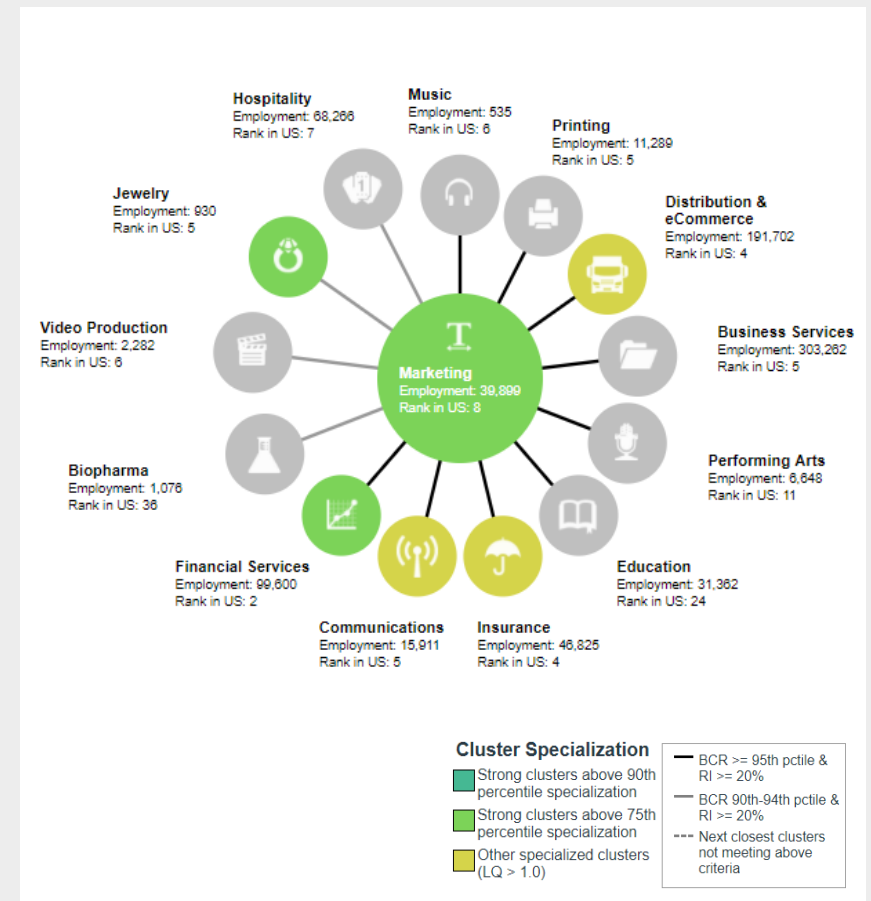 Music
Employment: 535
Rank in US: 6
Hospitality
Employment: 68,266
Rank in US: 7
Printing
Employment: 11,289
Rank in US: 5
Jewelry
Employment: 930
Rank in US: 5
1
Distribution &
eCommerce
Employment: 191,702
Rank in US: 4
Video Production
Employment: 2,282
Rank in US: 6
T
Marketing
Employment: 39,899
Rank in US: 8
Business Services
Employment: 303,262
Rank in US: 5
Biopharma
Employment: 1,076
Rank in US: 36
Performing Arts
Employment: 6,648
Rank in US: 11
Financial Services
Employment: 99,600
Rank in US: 2
Education
Employment: 31,362
Rank in US: 24
Communications
Employment: 15,911
Rank in US: 5
Insurance
Employment: 46,825
Rank in US: 4
Cluster Specialization
Strong clusters above 90th
percentile specialization
Strong clusters above 75th
percentile specialization
Other specialized clusters
(LQ > 1.0)
BCR >= 95th pctile &
RI >= 20%
BCR 90th-94th pctile &
RI >= 20%
Next closest clusters
not meeting above
criteria